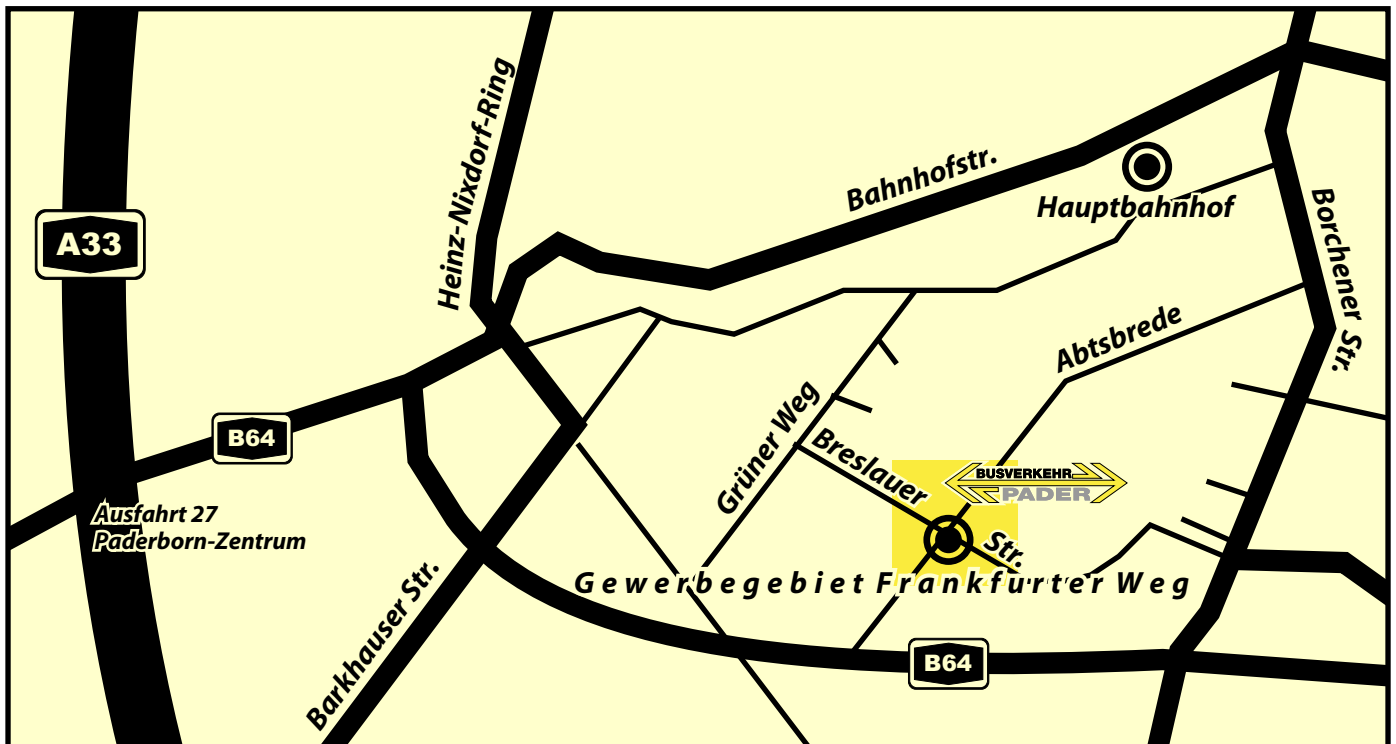 Heinz-Nixdorf-Ring
Bahnhofstr.
Hauptbahnhof
Borchener Str.
A33
Abtsbrede
B64
Grüner Weg
Breslauer Str.
BUSVERKEHR
PADER
Ausfahrt 27
Paderborn-Zentrum
Gewerbegebiet Frankfurter Weg
Barkhauser Str.
B64